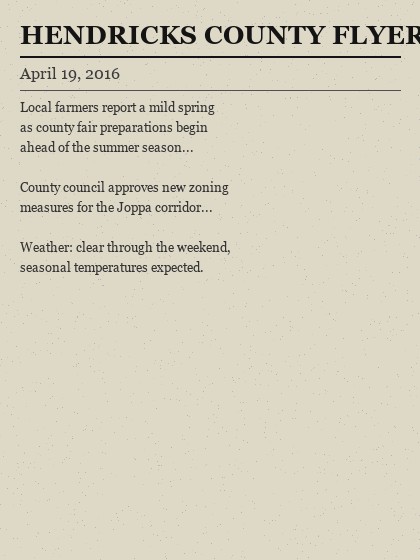 HENDRICKS COUNTY FLYER
April 19, 2016
Local farmers report a mild spring
as county fair preparations begin
ahead of the summer season...
County council approves new zoning
measures for the Joppa corridor...
Weather: clear through the weekend,
seasonal temperatures expected.